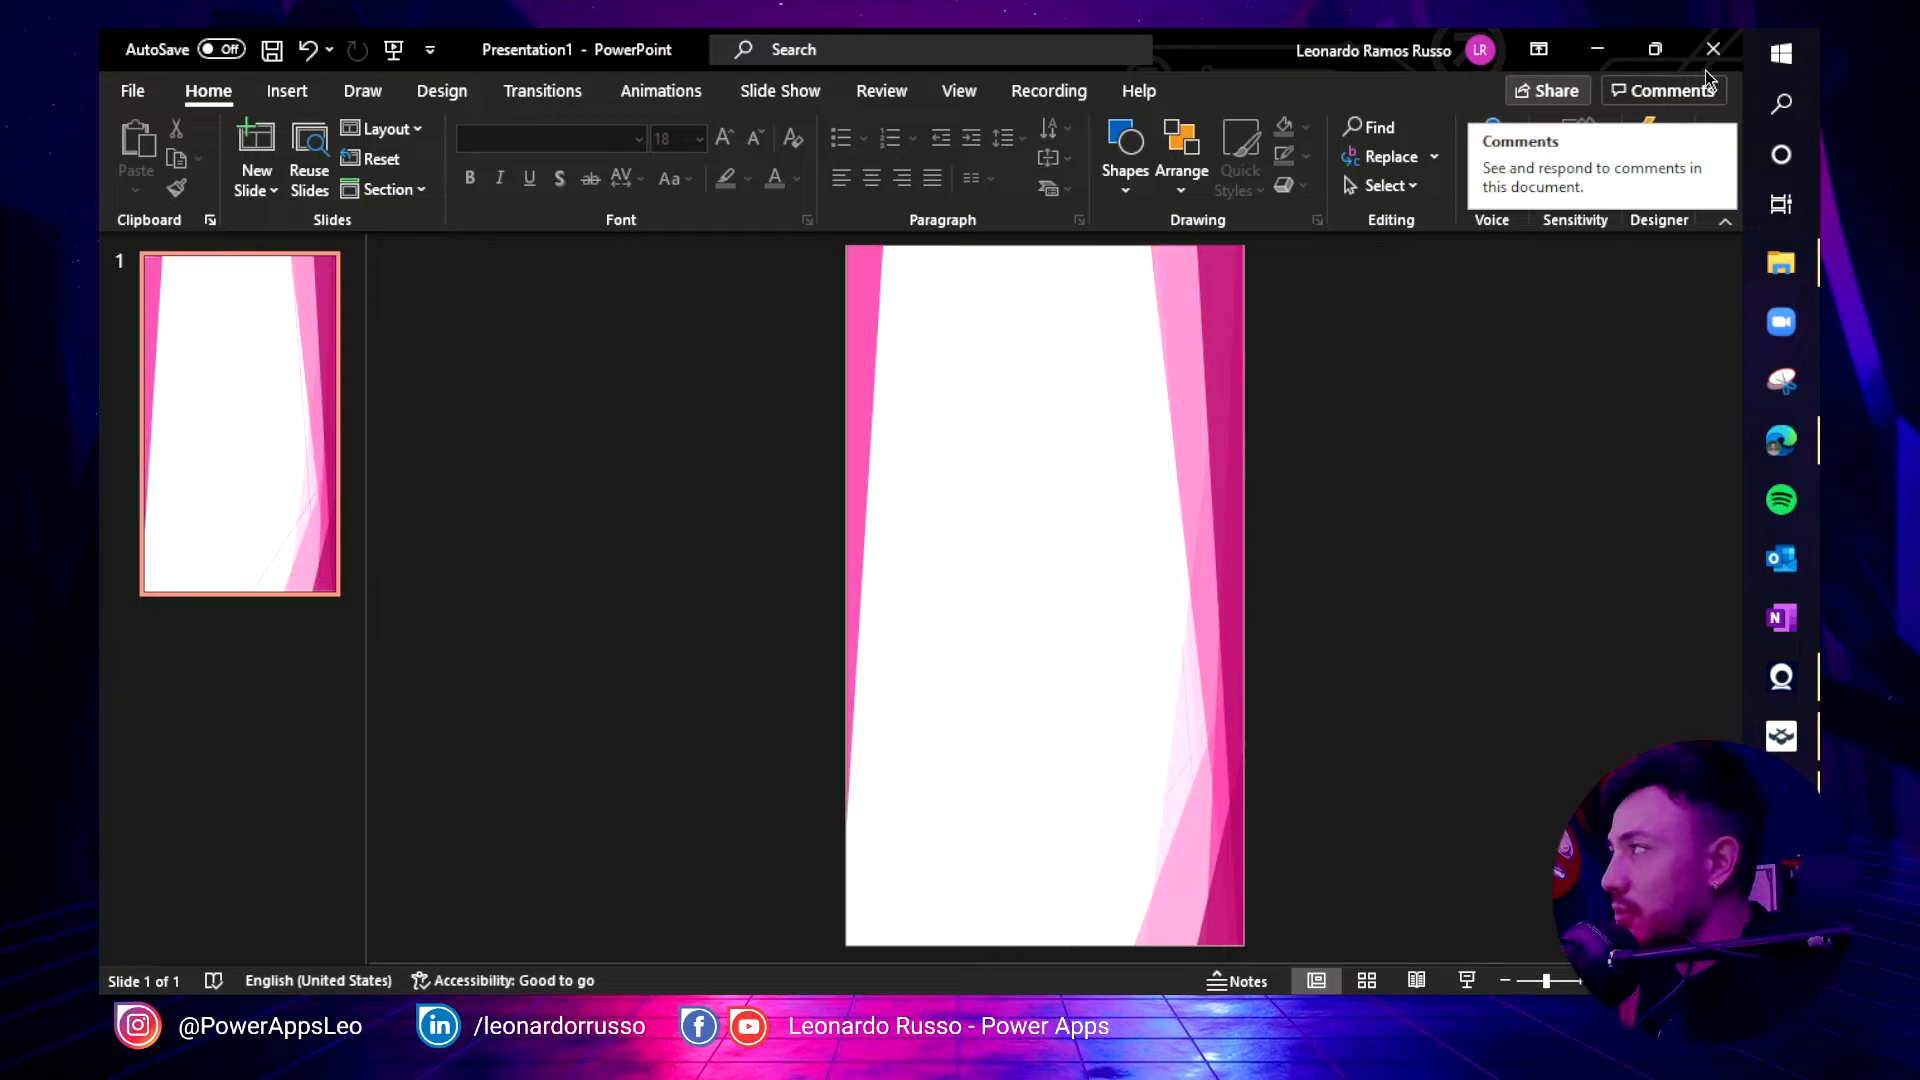 AutoSave Off Presentation1 - PowerPoint Search Leonardo Ramos Russo LR
File Home Insert Draw Design Transitions Animations Slide Show Review View Recording Help Share Comments
Paste
New Slide
Reuse Slides
Layout
Reset
Section
18
Aa
Shapes
Arrange
Quick Styles
Find
Replace
Select
Comments
See and respond to comments in
this document.
Clipboard Slides Font Paragraph Drawing Editing Voice Sensitivity Designer
1
Slide 1 of 1 English (United States) Accessibility: Good to go Notes
@PowerAppsLeo /leonardorrusso Leonardo Russo - Power Apps